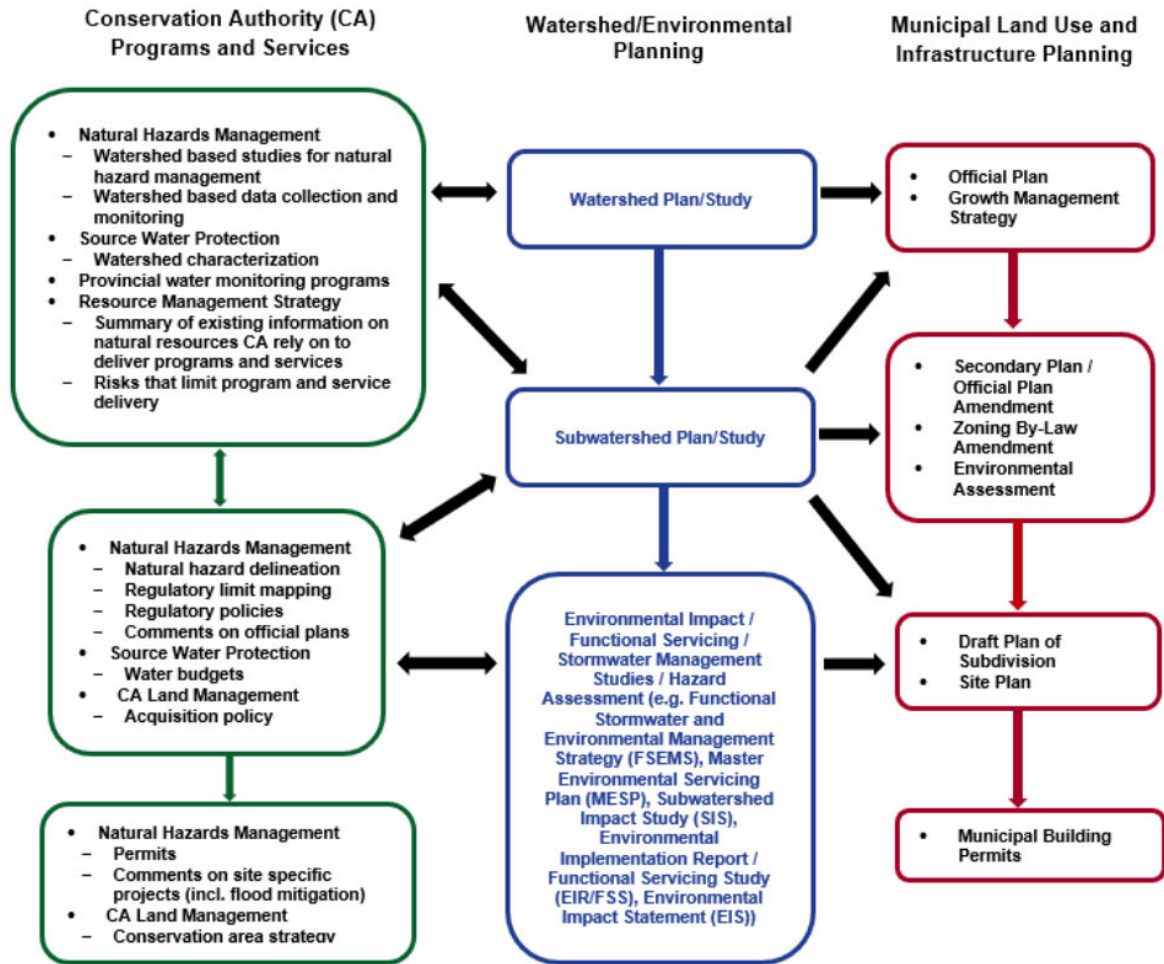 Conservation Authority (CA)
Programs and Services
Watershed/Environmental
Planning
Municipal Land Use and
Infrastructure Planning
• Natural Hazards Management
– Watershed based studies for natural
hazard management
– Watershed based data collection and
monitoring
• Source Water Protection
– Watershed characterization
• Provincial water monitoring programs
• Resource Management Strategy
– Summary of existing information on
natural resources CA rely on to
deliver programs and services
– Risks that limit program and service
delivery
Watershed Plan/Study
• Official Plan
• Growth Management
Strategy
Subwatershed Plan/Study
• Secondary Plan /
Official Plan
Amendment
• Zoning By-Law
Amendment
• Environmental
Assessment
• Natural Hazards Management
– Natural hazard delineation
– Regulatory limit mapping
– Regulatory policies
– Comments on official plans
• Source Water Protection
– Water budgets
• CA Land Management
– Acquisition policy
Environmental Impact /
Functional Servicing /
Stormwater Management
Studies / Hazard
Assessment (e.g. Functional
Stormwater and
Environmental Management
Strategy (FSEMS), Master
Environmental Servicing
Plan (MESP), Subwatershed
Impact Study (SIS),
Environmental
Implementation Report /
Functional Servicing Study
(EIR/FSS), Environmental
Impact Statement (EIS))
• Draft Plan of
Subdivision
• Site Plan
• Natural Hazards Management
– Permits
– Comments on site specific
projects (incl. flood mitigation)
• CA Land Management
– Conservation area strategy
• Municipal Building
Permits